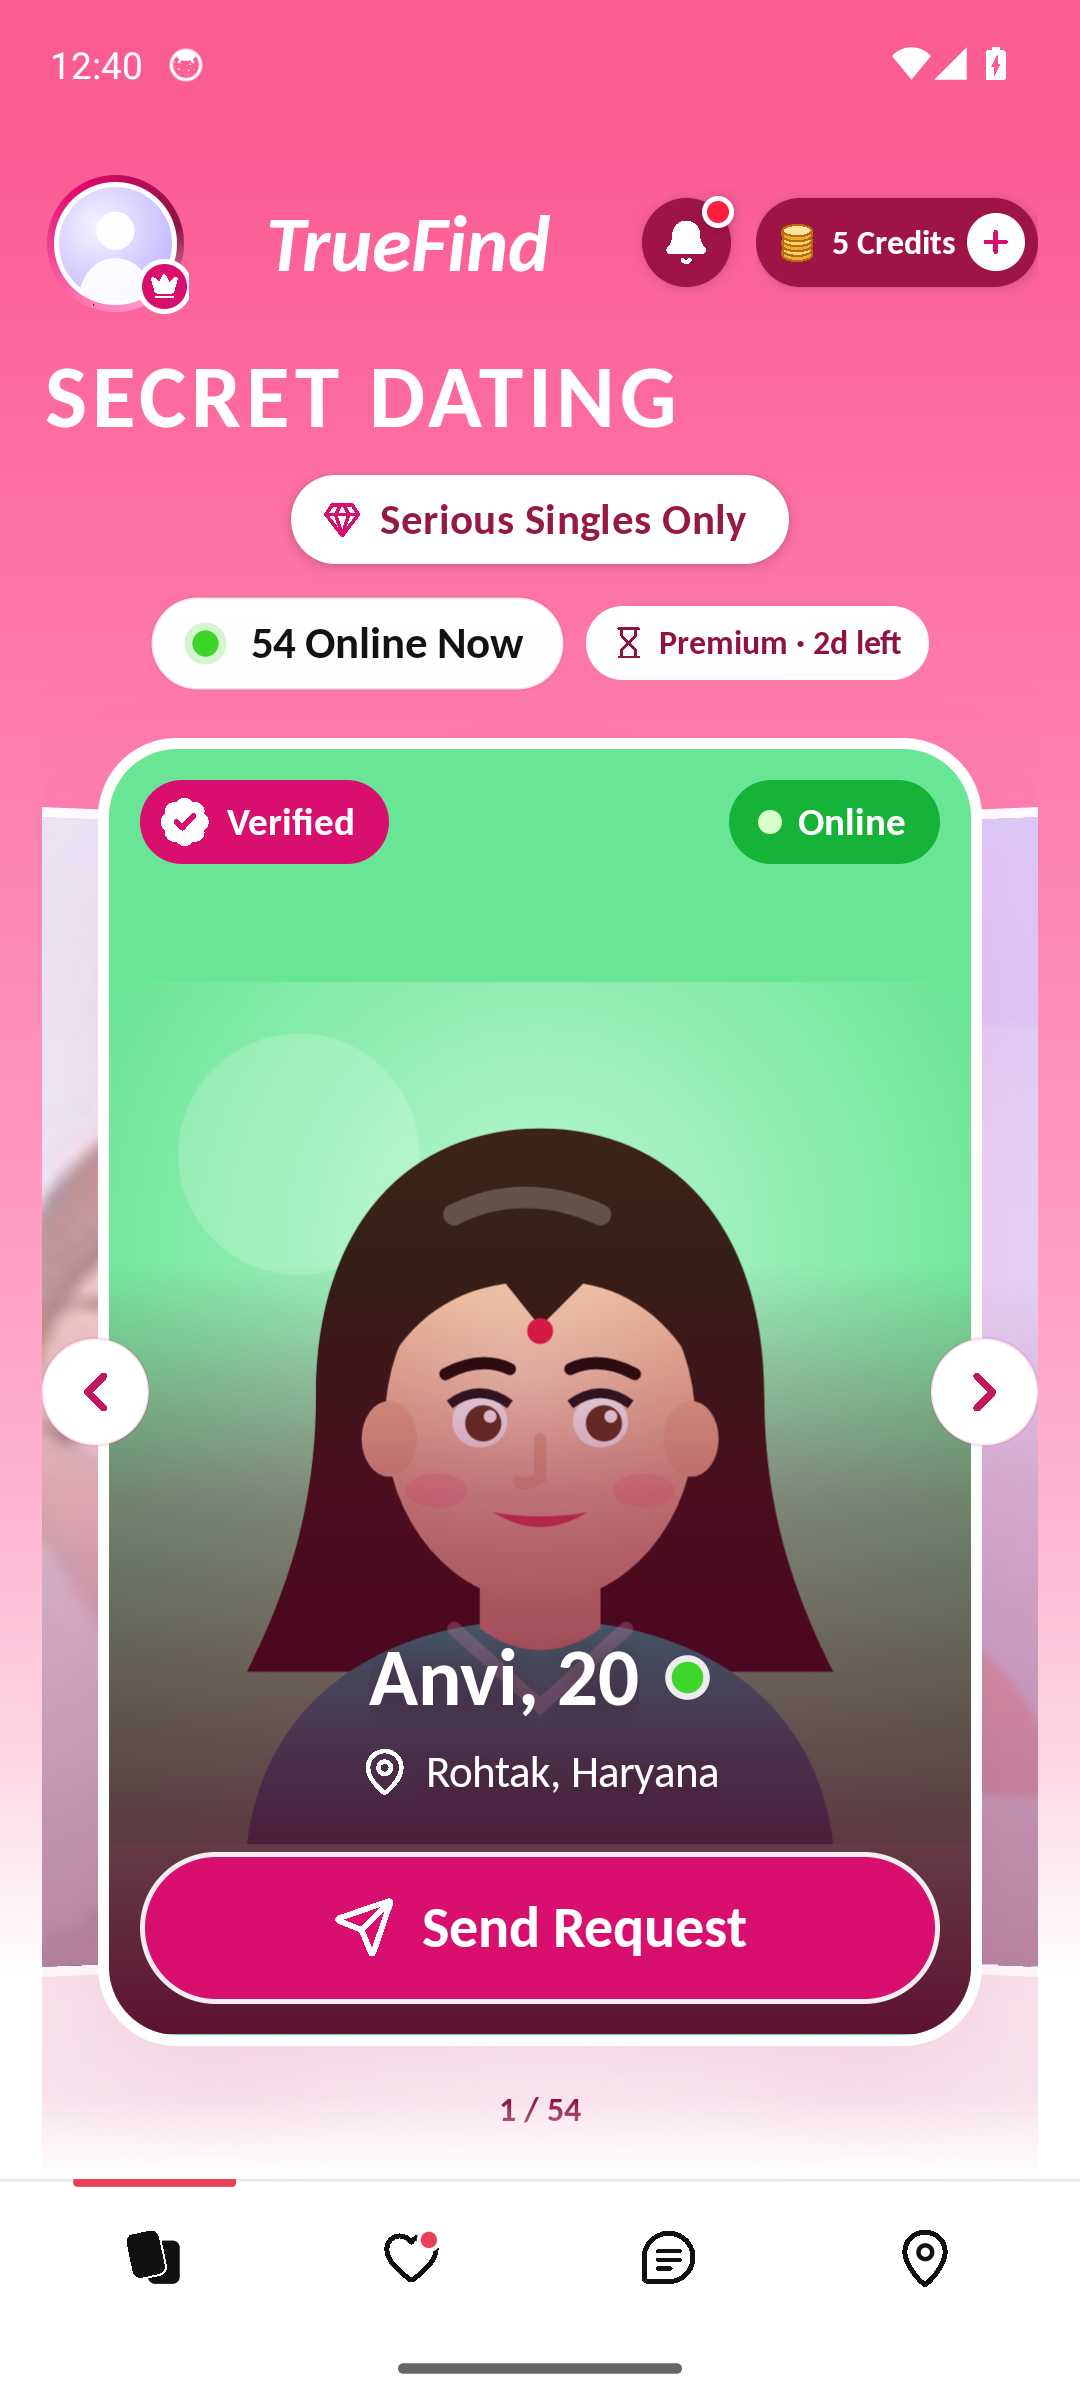 12:40
TrueFind
5 Credits
SECRET DATING
Serious Singles Only
54 Online Now
Premium · 2d left
Verified
Online
Anvi, 20
Rohtak, Haryana
Send Request
1 / 54